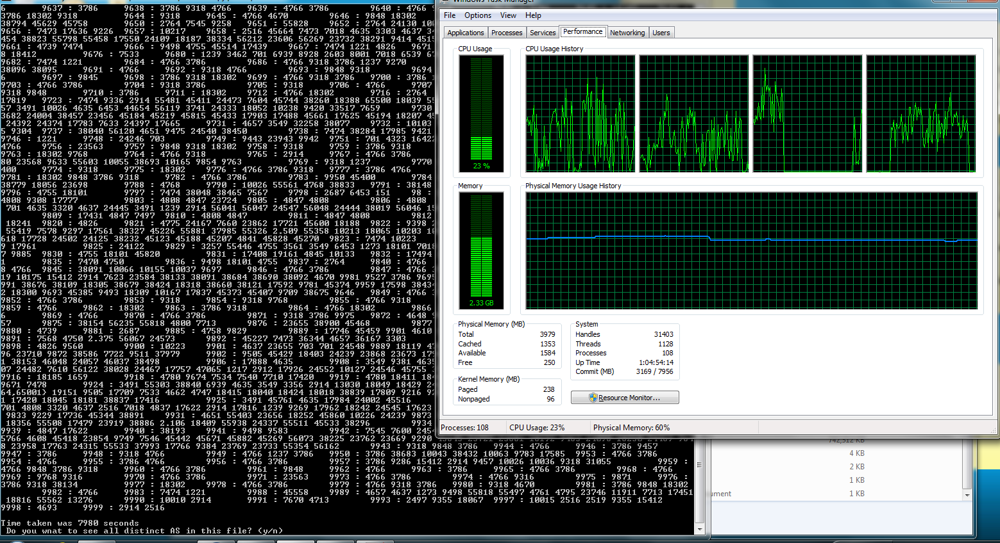 6       9637 : 3786     9638 : 3786 9318 4766   9639 : 4766 3786        9640 : 4766
3786 18302      9644 : 9318     9645 : 4766 4670        9646 : 9848 18302
38794 45629 45758       9650 : 2764 7545 9258   9651 : 55828    9652 : 2764 24130
9656 : 7473 17636 9226  9657 : 10217    9658 : 2516 45664 7473 7018 4635 3303 4637
454 38823 55798 55458 17550 24109 18187 38334 56212 23606 56269 23732 38291 9414
9661 : 4739 7474        9666 : 9498 4755 45514 17439    9667 : 7474 1221 4826   9671
8 18412         9676 : 7533     9680 : 1239 3462 701 6939 8928 2603 8001 7018 6539
9682 : 7474 1221        9684 : 4766 3786        9686 : 4766 9318 3786 1237 9270
38096 38095     9691 : 4766     9692 : 9318 4766        9693 : 9848 9318        9694
6       9697 : 9845     9698 : 3786 9318 18302  9699 : 4766 9318 3786   9700 : 3786
9703 : 4766 3786        9704 : 9318 3786        9705 : 9318     9706 : 4766     9707
9318 9848       9710 : 3786     9711 : 18302    9712 : 4766 18302       9716 : 2764
17819   9723 : 7474 9336 2914 55481 45411 24473 7604 45744 38260 18388 65500 18039
57 3491 10026 4635 6453 44844 56119 3741 24333 18052 10238 9420 33517 7659      9730
3682 24004 38457 23456 45184 45219 45815 45433 17903 17488 45661 17625 45194 18207
 24392 24374 17783 7633 24397 17665     9731 : 4657 3549 32253 38077    9732 : 10103
5 9304  9737 : 38040 56120 4651 9475 24540 38450        9738 : 7474 38284 17985 9421
9746 : 1221     9748 : 24246 703        9749 : 9443 23943 9942  9751 : 701 4323
4766    9756 : 23563    9757 : 9848 9318 18302  9758 : 9318     9759 : 3786 9318
9763 : 18302 9768       9764 : 4766 9318        9765 : 2914     9767 : 4766 3786
80 23568 9633 55603 10055 38693 10165 9854 9763         9769 : 9318 1237        9770
400     9774 : 9318     9775 : 18302    9776 : 4766 3786 9318   9777 : 3786 4766
9781 : 18302 9848 3786 9318     9782 : 4766 3786        9783 : 9950 45400       9784
38779 18056 23698       9788 : 4768     9790 : 10026 55561 4768 38833   9791 : 38148
9796 : 4755 18101       9797 : 7474 38048 38465 7567    9798 : 2687 6453 151    98 :
4808 9308 17777         9803 : 4808 4847 23724  9805 : 4847 4808        9806 : 4808
 701 4635 3320 4637 24445 3491 1239 2914 56041 56047 24547 56048 24444 38019 56046
        9809 : 17431 4847 7497  9810 : 4808 4847        9811 : 4847 4808        9812
 18241  9820 : 4826     9821 : 4775 24167 7660 23862 17721 45600 18188  9822 : 9398
 55419 7578 9297 17561 38327 45226 55881 37985 55326 2.509 55358 10213 18065 10203
618 17728 24502 24125 38232 45123 45188 45207 4841 45828 45270  9823 : 7474 10223
9 17961         9825 : 24122    9829 : 3257 55446 4755 3561 3549 6453 1273 18101
7 9885  9830 : 4755 18101 45820         9831 : 17408 19161 4845 10133   9832 : 17494
1       9835 : 7470 4750        9836 : 9498 18101 4755  9837 : 2764     9840 : 4766
8 4766  9845 : 38091 10066 10155 10037 9697     9846 : 4766 3786        9847 : 4766
19 10175 15412 2914 7623 23584 38133 38091 38684 38690 38092 4670 9981 9527 3786
991 38676 38109 18305 38679 38424 18318 38660 38121 17592 9781 45374 9959 17598
2 18300 9693 45385 9493 18309 10167 17837 45373 45407 9709 38675 9646   9849 : 4766
9852 : 4766 3786        9853 : 9318     9854 : 9318 9768        9855 : 4766 9318
9859 : 4766     9862 : 18302    9863 : 3786 9318        9864 : 4766 18302       9866
6       9869 : 4766     9870 : 4766 3786        9871 : 9318 3786 9975   9872 : 4648
57      9875 : 38154 56235 55818 4800 7713      9876 : 23655 38900 45468        9877
9880 : 4739     9881 : 2687     9885 : 4758 9829        9889 : 17746 45459 9901 4610
9891 : 7568 4750 2.375 56067 24573      9892 : 45227 7473 36344 4657 36167 3303
9898 : 4826 9560        9900 : 10223    9901 : 4637 23655 703 701 24548 9889 18119
96 23710 9872 38586 7722 9511 37979     9902 : 9505 45429 18403 24239 23868 23673
1 38153 46048 24057 46037 38498         9906 : 17888 4635       9908 : 3549 9381
07 24482 7610 56122 38028 24467 17757 47065 1217 2912 17926 24552 10127 24546 45755
9916 : 18185 1659       9918 : 4780 9674 7534 7540 7710 17420   9919 : 4780 18411
9671 7478       9924 : 3491 55303 38840 6939 4635 3549 3356 2914 13030 18049 18429
64.65001> 19151 9505 17709 7533 4662 4747 18415 18040 18424 18018 38839 17809 9216
1 17420 18045 18181 38837 17416         9925 : 3491 45761 4635 17984 24002 45516
701 4808 3320 4637 2516 7018 4837 17622 2914 17816 1239 9269 17962 18242 24545 17623
 9833 9229 17736 45344 38891    9931 : 4651 55403 23656 18252 45860 10226 24239 9873
 18356 55508 17479 23919 38886 2.106 18409 55938 24337 55511 45533 38296        9934
9939 : 4847 17622       9940 : 38193    9941 : 9498 9583        9942 : 7545 7600
5766 4608 45418 23854 9749 7546 45442 45671 45882 45269 56073 38225 23762 23669 9290
8 23958 17763 24315 55533 37993 17766 9384 23769 23733 55354 56162      9943 : 9318 9848 3786   9944 : 4766     9946 : 3786 9457
9947 : 3786     9948 : 9318 4766        9949 : 4766 1237 3786   9950 : 3786 38683 10043 38432 10063 9783 17585  9953 : 4766 3786
9954 : 4766     9955 : 3786 4766        9956 : 4766 3786        9957 : 3786 9286 15412 2914 9457 10026 10036 9318 31055         9959 :
4766 9848 3786 9318     9960 : 4766 3786        9961 : 9848     9962 : 4766     9963 : 3786     9965 : 4766 3786        9968 : 4766
9969 : 9768 9316        9970 : 4766 3786        9971 : 23563    9973 : 4766 3786        9974 : 4766 9316        9975 : 9871     9976 :
3786 9318 38134         9977 : 18302    9978 : 4766 3786        9979 : 4766 9318 3786   9980 : 9318 4670        9981 : 3786 9848 18302
        9982 : 4766     9983 : 7474 1221        9988 : 45558    9989 : 4657 4637 1273 9498 55818 55497 4761 4795 23746 11911 7713 17451
 18816 55562 13276      9990 : 10010 2914       9993 : 2497 9355 18067  9997 : 10015 2516 2519 9355 15412
9998 : 4693     9999 : 2914 2516
Time taken was 7980 seconds
Do you wnat to see all distinct AS in this file? (y/n)
Windows Task Manager
File Options View Help
Applications Processes Services Performance Networking Users
CPU Usage CPU Usage History
23 %
Memory Physical Memory Usage History
2.33 GB
Physical Memory (MB)
Total 3979
Cached 1353
Available 1584
Free 250
Kernel Memory (MB)
Paged 238
Nonpaged 96
System
Handles 31403
Threads 1128
Processes 108
Up Time 1:04:54:14
Commit (MB) 3169 / 7956
Resource Monitor...
Processes: 108 CPU Usage: 23% Physical Memory: 60%
742,512 KB
4 KB
2 KB
1 KB
ument 1 KB